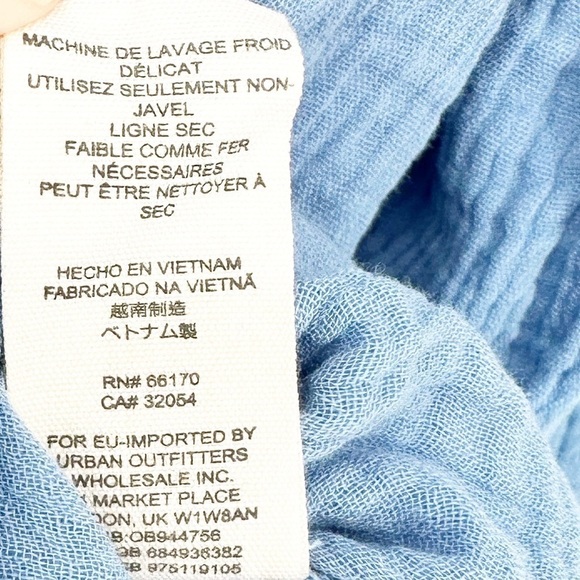 MACHINE DE LAVAGE FROID
DÉLICAT
UTILISEZ SEULEMENT NON-
JAVEL
LIGNE SEC
FAIBLE COMME FER
NÉCESSAIRES
PEUT ÊTRE NETTOYER À
SEC
HECHO EN VIETNAM
FABRICADO NA VIETNÃ
越南制造
ベトナム製
RN# 66170
CA# 32054
FOR EU-IMPORTED BY
URBAN OUTFITTERS
WHOLESALE INC.
MARKET PLACE
DON, UK W1W8AN
B:OB944756
684936382
975119105